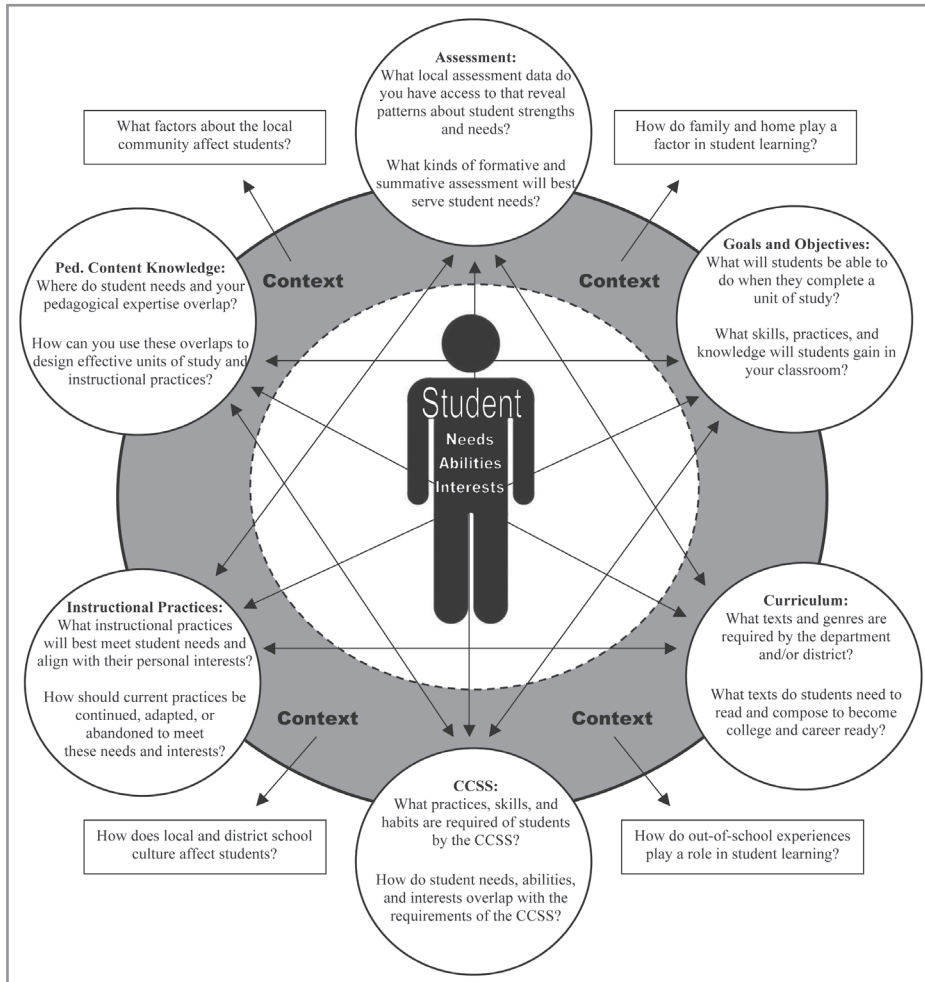 Assessment:
What local assessment data do
you have access to that reveal
patterns about student strengths
and needs?
What kinds of formative and
summative assessment will best
serve student needs?
What factors about the local
community affect students?
How do family and home play a
factor in student learning?
Ped. Content Knowledge:
Where do student needs and your
pedagogical expertise overlap?
How can you use these overlaps to
design effective units of study and
instructional practices?
Context
Context
Goals and Objectives:
What will students be able to
do when they complete a
unit of study?
What skills, practices, and
knowledge will students gain in
your classroom?
Student
Needs
Abilities
Interests
Instructional Practices:
What instructional practices
will best meet student needs and
align with their personal interests?
How should current practices be
continued, adapted, or
abandoned to meet
these needs and interests?
Curriculum:
What texts and genres are
required by the department
and/or district?
What texts do students need to
read and compose to become
college and career ready?
Context
Context
CCSS:
What practices, skills, and
habits are required of students
by the CCSS?
How do student needs, abilities,
and interests overlap with the
requirements of the CCSS?
How does local and district school
culture affect students?
How do out-of-school experiences
play a role in student learning?